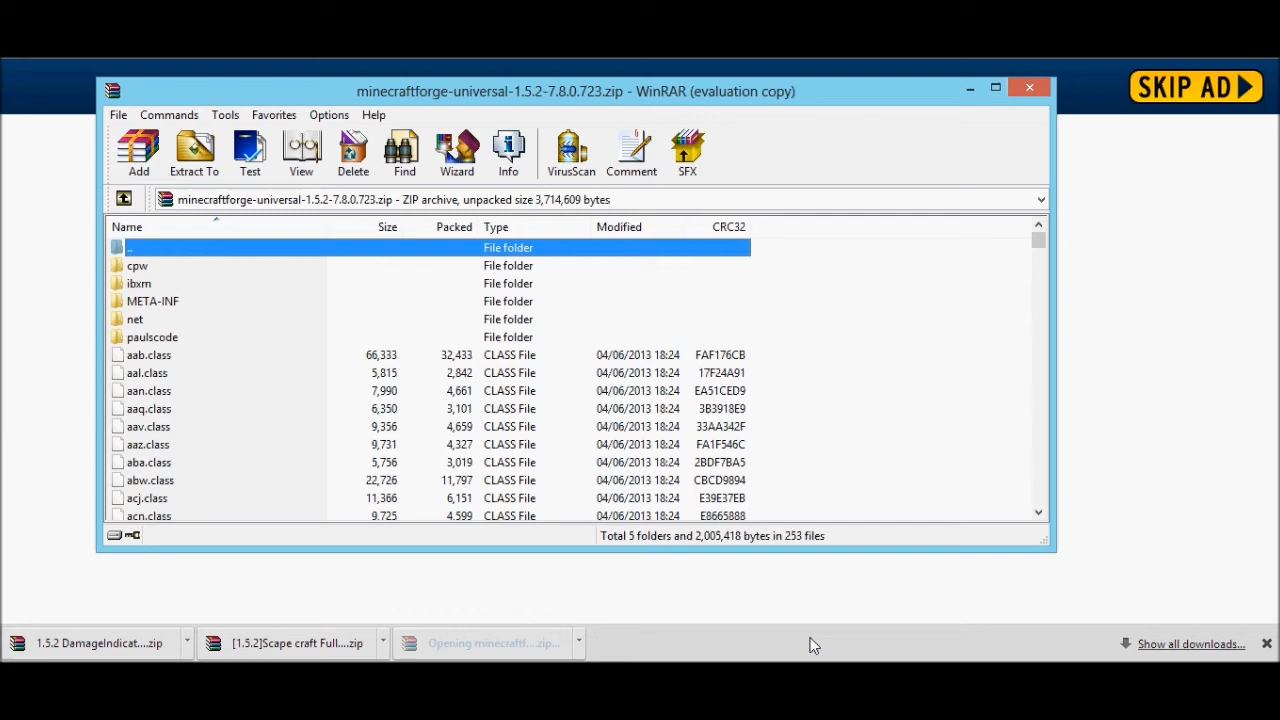 minecraftforge-universal-1.5.2-7.8.0.723.zip - WinRAR (evaluation copy)
SKIP AD
File Commands Tools Favorites Options Help
Add Extract To Test View Delete Find Wizard Info VirusScan Comment SFX
minecraftforge-universal-1.5.2-7.8.0.723.zip - ZIP archive, unpacked size 3,714,609 bytes
Name Size Packed Type Modified CRC32
.. File folder
cpw File folder
ibxm File folder
META-INF File folder
net File folder
paulscode File folder
aab.class 66,333 32,433 CLASS File 04/06/2013 18:24 FAF176CB
aal.class 5,815 2,842 CLASS File 04/06/2013 18:24 17F24A91
aan.class 7,990 4,661 CLASS File 04/06/2013 18:24 EA51CED9
aaq.class 6,350 3,101 CLASS File 04/06/2013 18:24 3B3918E9
aav.class 9,356 4,659 CLASS File 04/06/2013 18:24 33AA342F
aaz.class 9,731 4,327 CLASS File 04/06/2013 18:24 FA1F546C
aba.class 5,756 3,019 CLASS File 04/06/2013 18:24 2BDF7BA5
abw.class 22,726 11,797 CLASS File 04/06/2013 18:24 CBCD9894
acj.class 11,366 6,151 CLASS File 04/06/2013 18:24 E39E37EB
acn.class 9,725 4,599 CLASS File 04/06/2013 18:24 E8665888
Total 5 folders and 2,005,418 bytes in 253 files
1.5.2 DamageIndicat....zip [1.5.2]Scape craft Full....zip Opening minecraftf....zip... Show all downloads...